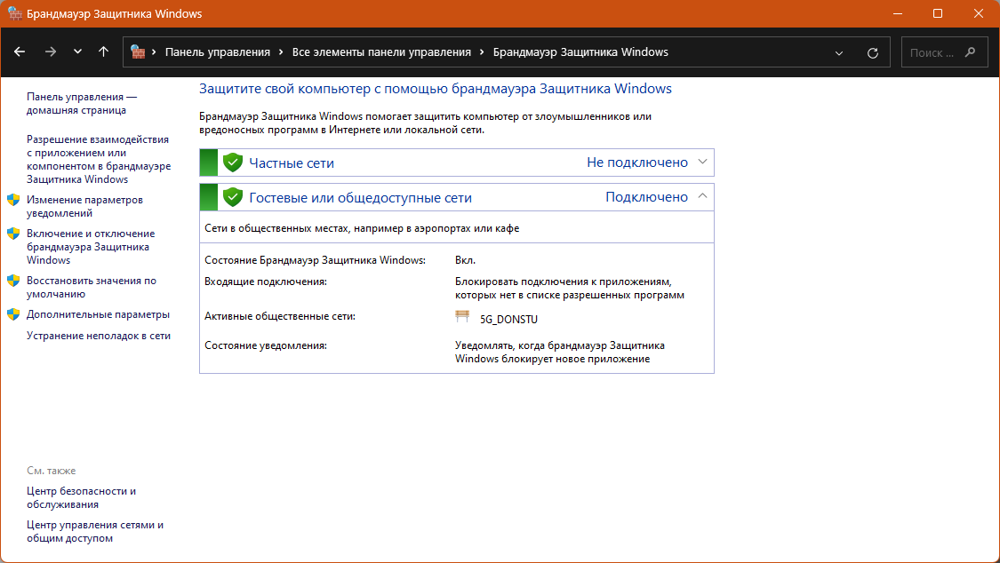 Брандмауэр Защитника Windows
Панель управления › Все элементы панели управления › Брандмауэр Защитника Windows
Поиск ...
Панель управления —
домашняя страница
Разрешение взаимодействия
с приложением или
компонентом в брандмауэре
Защитника Windows
Изменение параметров
уведомлений
Включение и отключение
брандмауэра Защитника
Windows
Восстановить значения по
умолчанию
Дополнительные параметры
Устранение неполадок в сети
См. также
Центр безопасности и
обслуживания
Центр управления сетями и
общим доступом
Защитите свой компьютер с помощью брандмауэра Защитника Windows
Брандмауэр Защитника Windows помогает защитить компьютер от злоумышленников или
вредоносных программ в Интернете или локальной сети.
Частные сети Не подключено
Гостевые или общедоступные сети Подключено
Сети в общественных местах, например в аэропортах или кафе
Состояние Брандмауэр Защитника Windows: Вкл.
Входящие подключения: Блокировать подключения к приложениям,
которых нет в списке разрешенных программ
Активные общественные сети: 5G_DONSTU
Состояние уведомления: Уведомлять, когда брандмауэр Защитника
Windows блокирует новое приложение